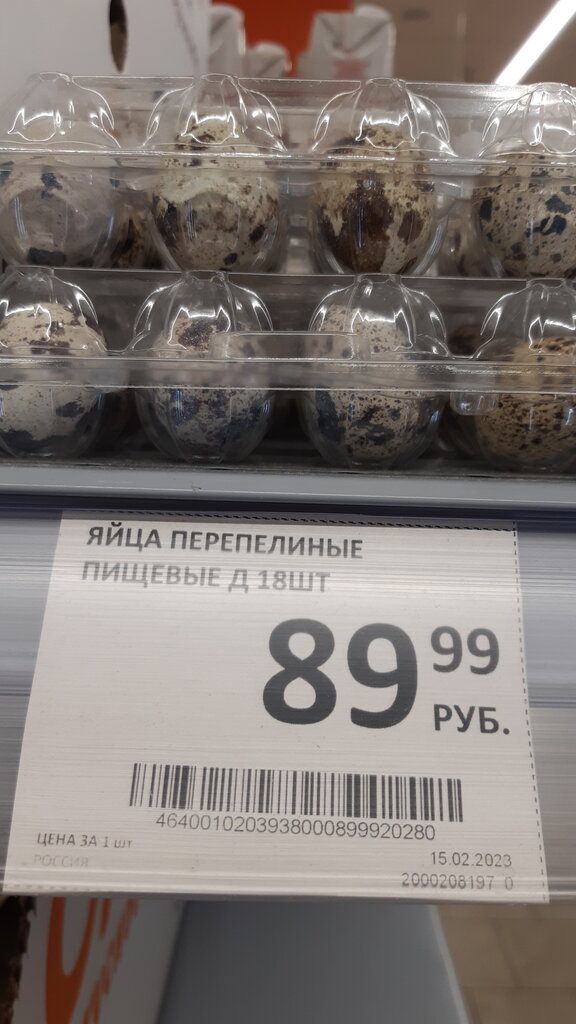 ЯЙЦА ПЕРЕПЕЛИНЫЕ
ПИЩЕВЫЕ Д 18ШТ
89 99
РУБ.
4640010203938000899920280
ЦЕНА ЗА 1 шт
РОССИЯ
15.02.2023
2000208197 0